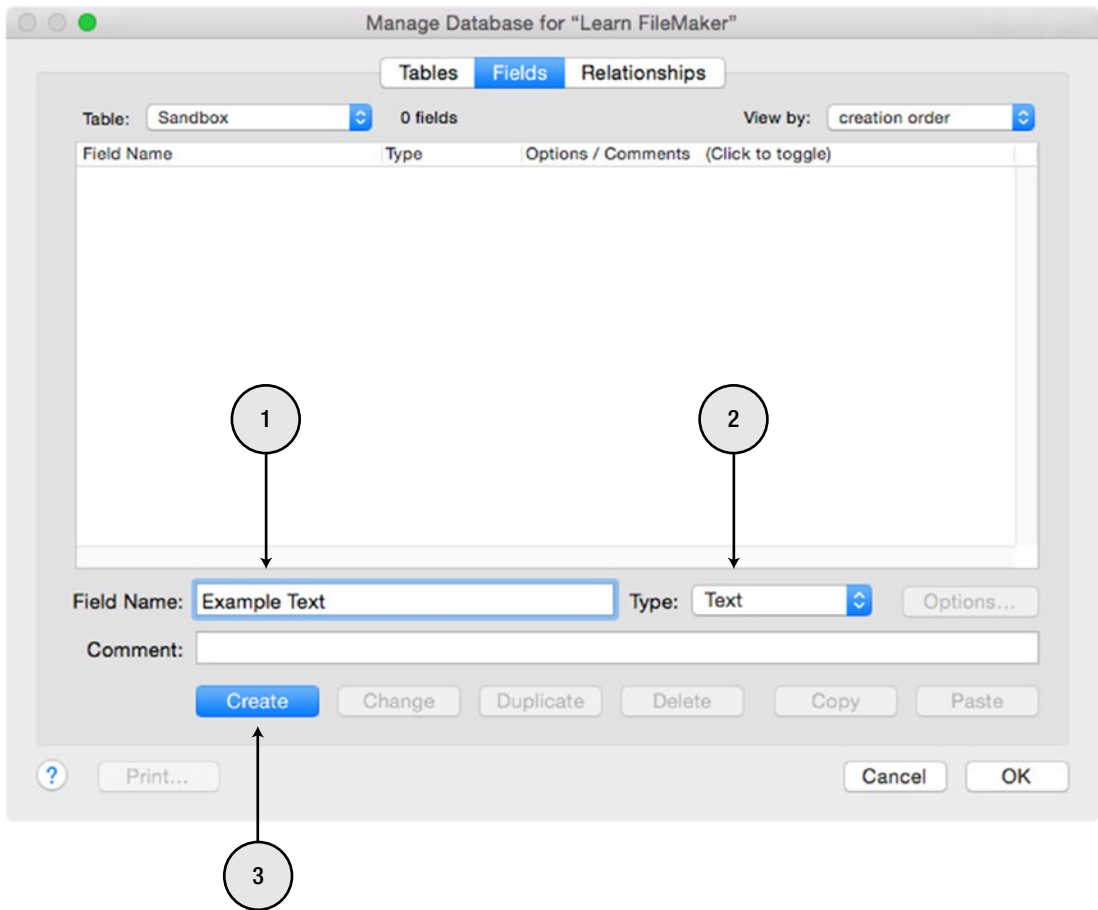 Manage Database for “Learn FileMaker”
Tables Fields Relationships
Table: Sandbox 0 fields View by: creation order
Field Name Type Options / Comments (Click to toggle)
1 2
Field Name: Example Text Type: Text Options...
Comment:
Create Change Duplicate Delete Copy Paste
? Print... Cancel OK
3